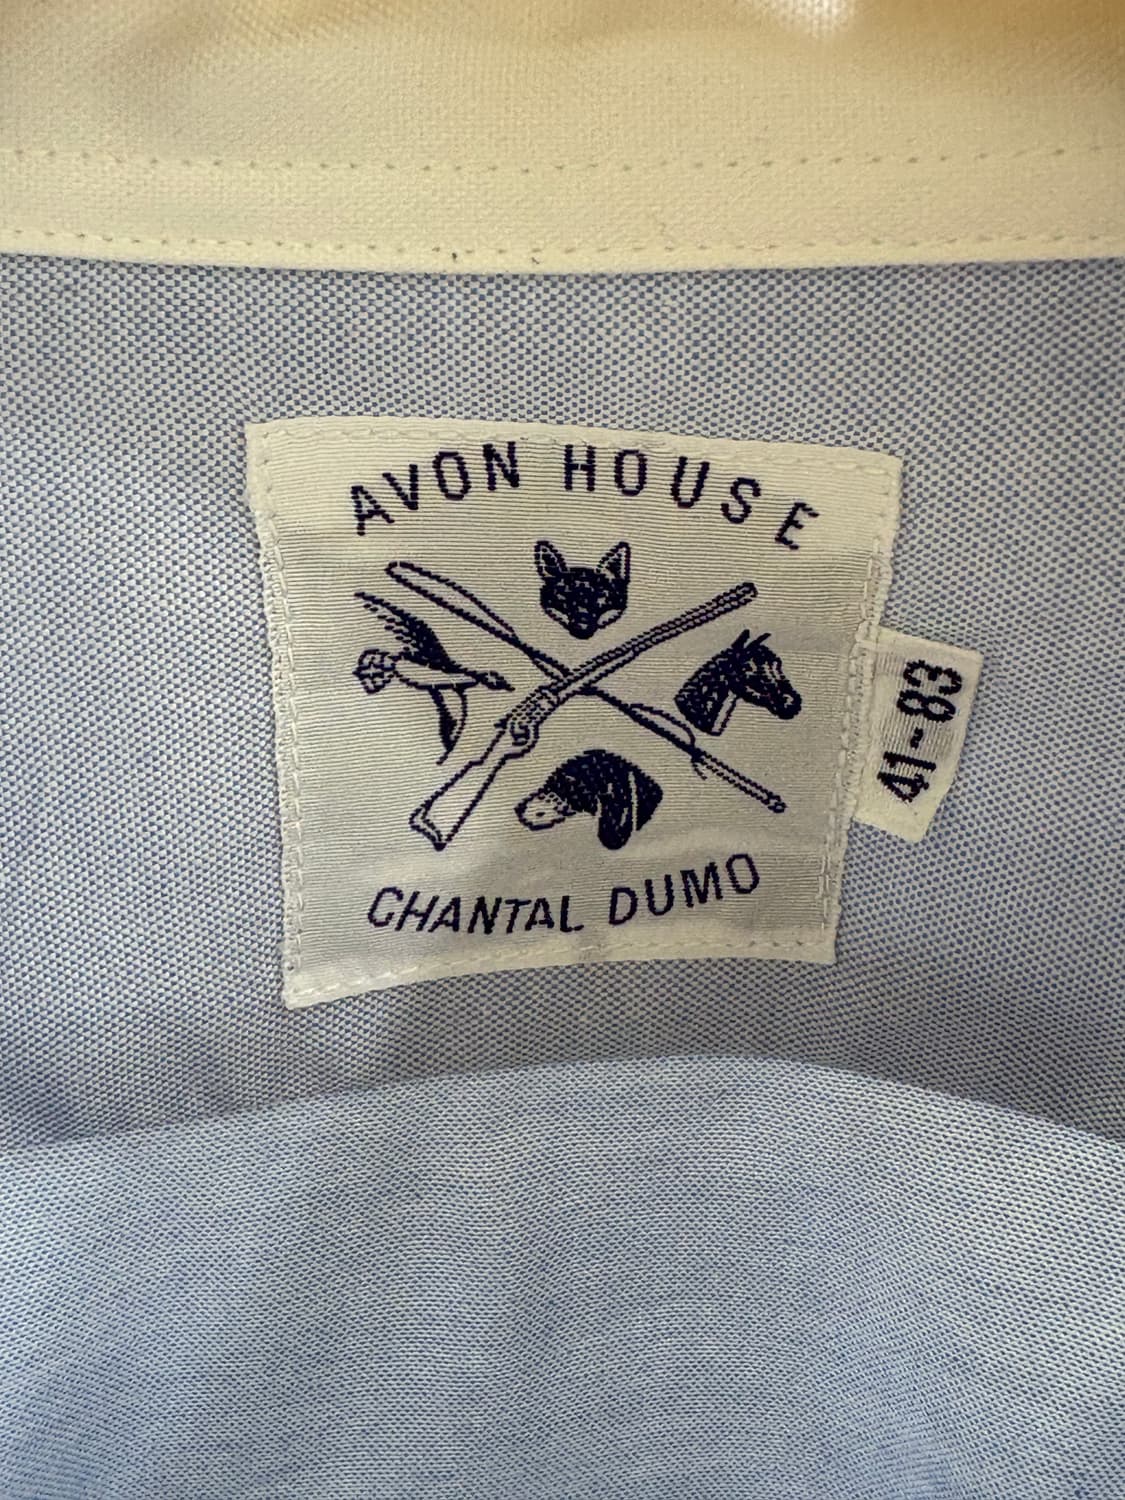 AVON HOUSE
CHANTAL DUMO
41-83